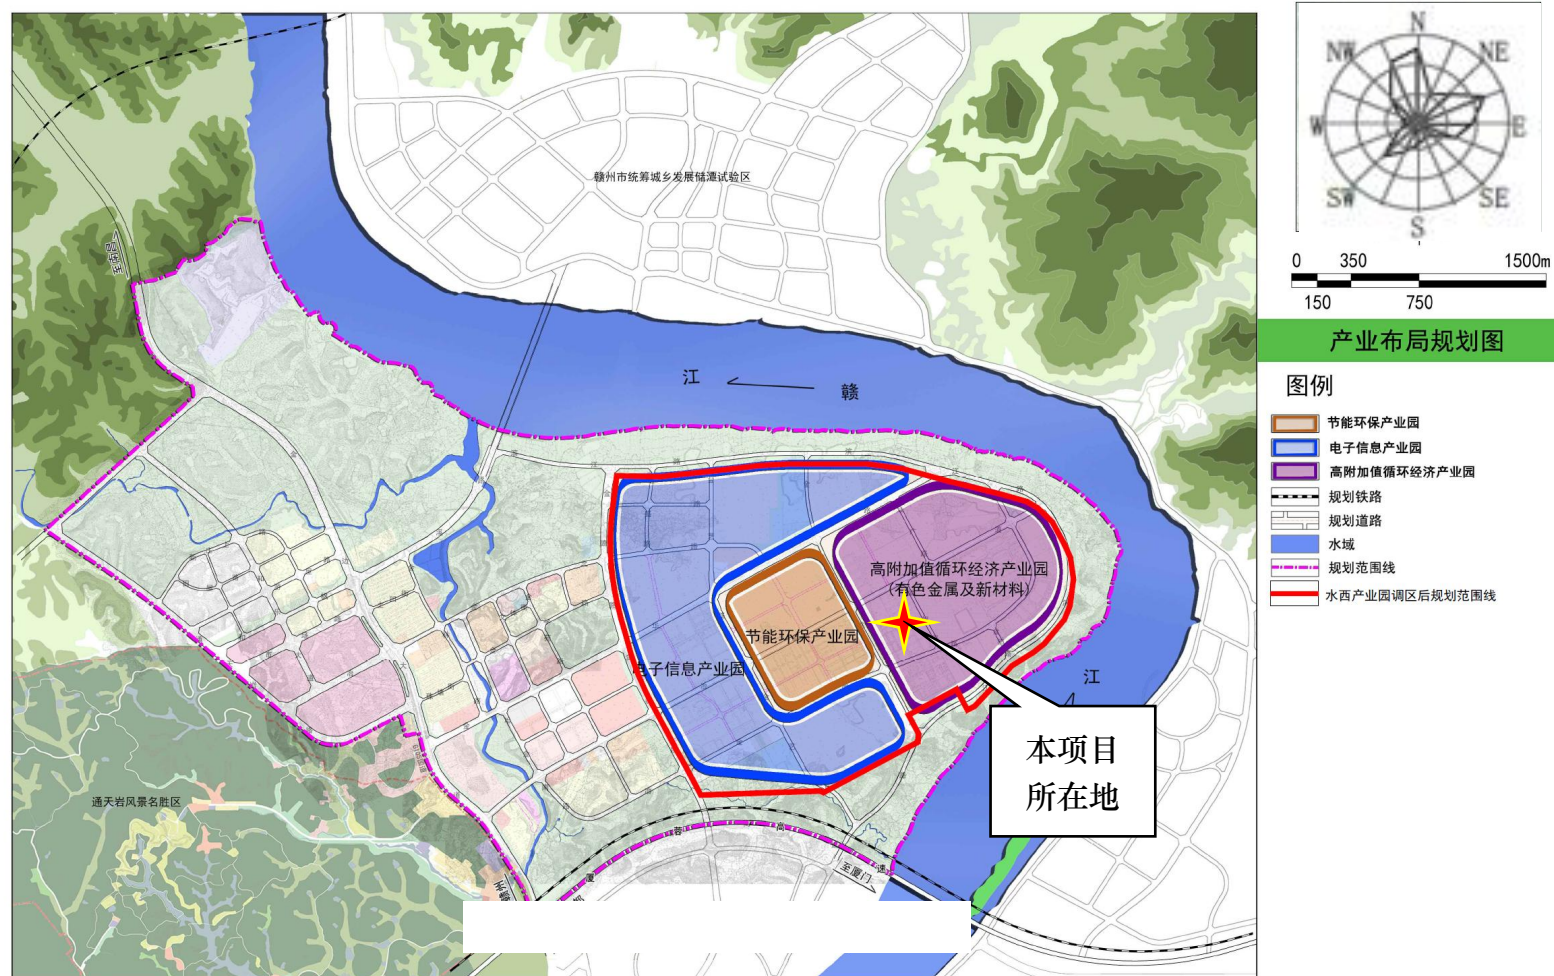 N
NW
NE
W
E
SW
SE
S
0 350 1500m
150 750
产业布局规划图
图例
节能环保产业园
电子信息产业园
高附加值循环经济产业园
规划铁路
规划道路
水域
规划范围线
水西产业园调区后规划范围线
赣州市统筹城乡发展储潭试验区
江 赣
高附加值循环经济产业园
(有色金属及新材料)
节能环保产业园
电子信息产业园
江
本项目
所在地
通天岩风景名胜区
厦 蓉 高 速
至厦门